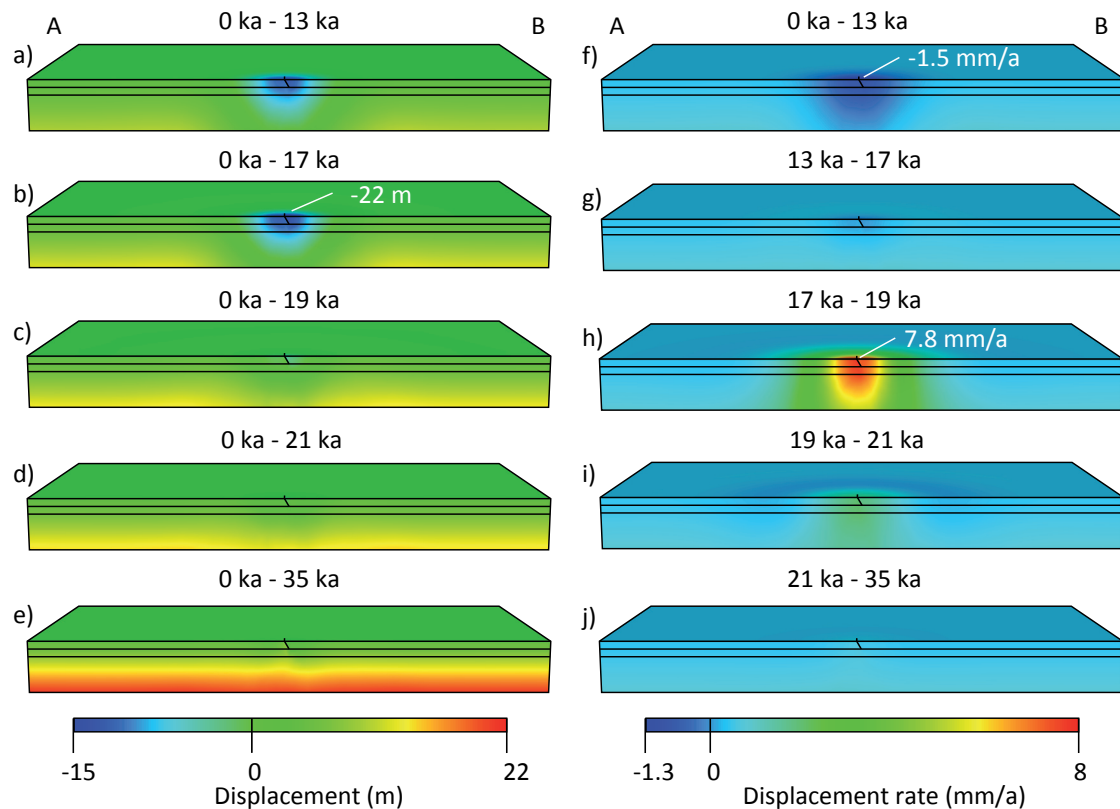 A 0 ka - 13 ka B
a)
0 ka - 17 ka
b)
-22 m
0 ka - 19 ka
c)
0 ka - 21 ka
d)
0 ka - 35 ka
e)
-15 0 22
Displacement (m)
A 0 ka - 13 ka B
f)
-1.5 mm/a
13 ka - 17 ka
g)
17 ka - 19 ka
h)
7.8 mm/a
19 ka - 21 ka
i)
21 ka - 35 ka
j)
-1.3 0 8
Displacement rate (mm/a)